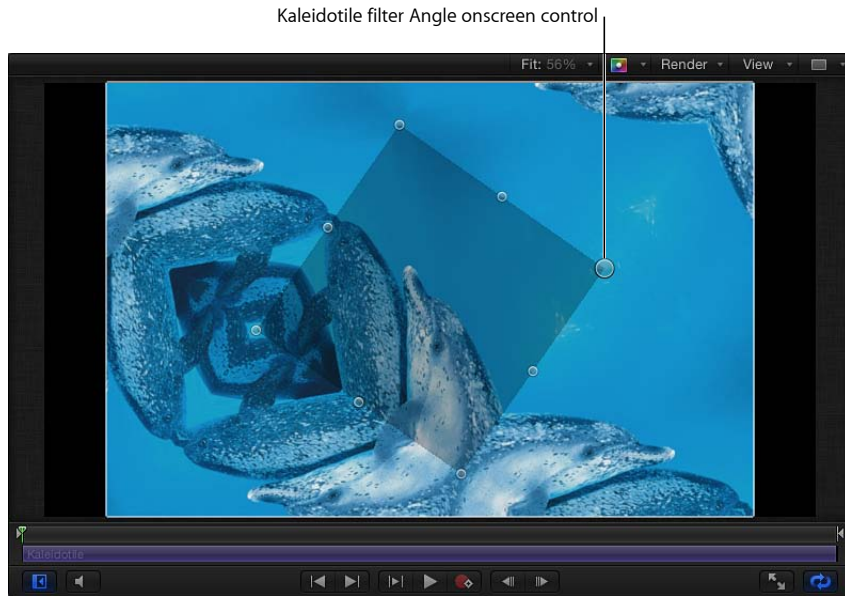 Kaleidotile filter Angle onscreen control
Fit: 56% Render View
Kaleidotile